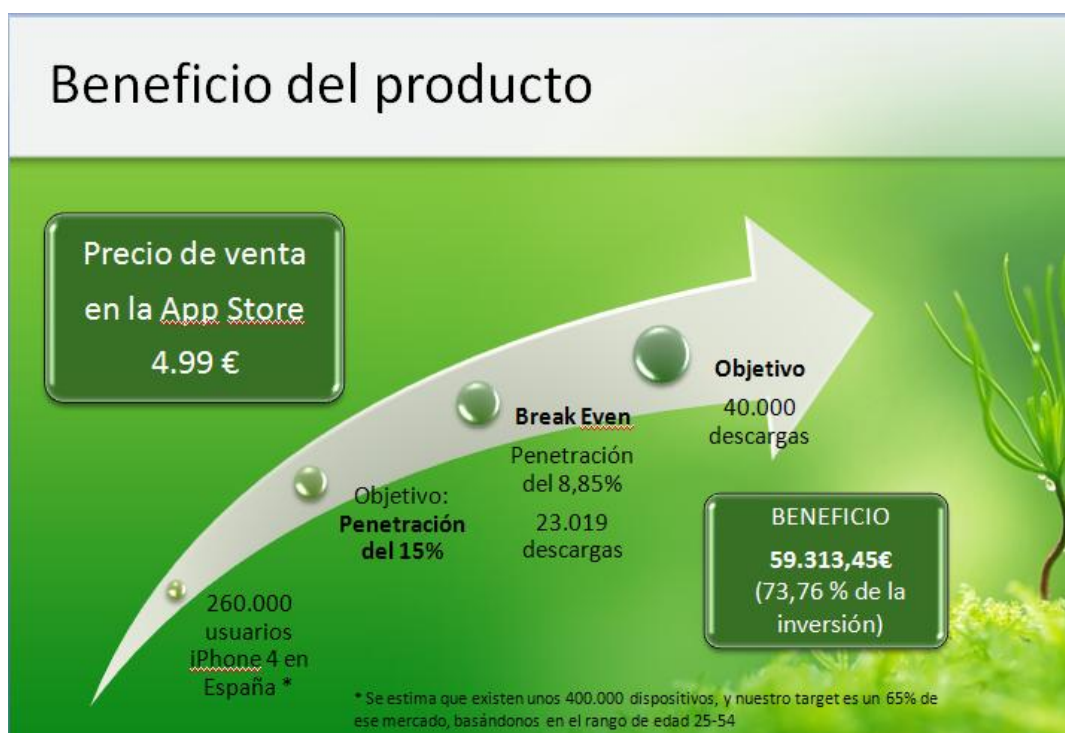 Beneficio del producto
Precio de venta
en la App Store
4.99 €
260.000
usuarios
iPhone 4 en
España *
Objetivo:
Penetración
del 15%
Break Even
Penetración
del 8,85%
23.019
descargas
Objetivo
40.000
descargas
BENEFICIO
59.313,45€
(73,76 % de la
inversión)
* Se estima que existen unos 400.000 dispositivos, y nuestro target es un 65% de
ese mercado, basándonos en el rango de edad 25-54